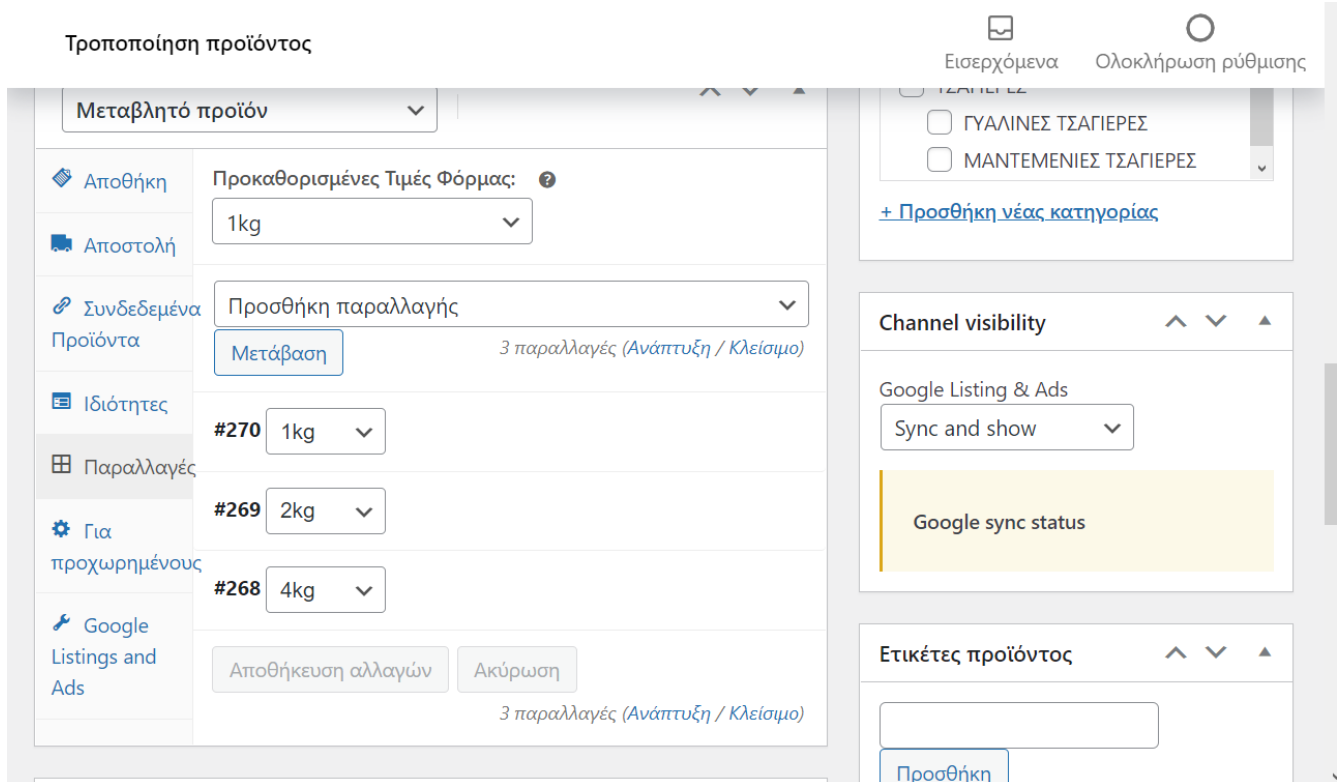 Τροποποίηση προϊόντος
Εισερχόμενα
Ολοκλήρωση ρύθμισης
Μεταβλητό προϊόν
Αποθήκη
Αποστολή
Συνδεδεμένα
Προϊόντα
Ιδιότητες
Παραλλαγές
Για
προχωρημένους
Google
Listings and
Ads
Προκαθορισμένες Τιμές Φόρμας:
1kg
Προσθήκη παραλλαγής
Μετάβαση
3 παραλλαγές (Ανάπτυξη / Κλείσιμο)
#270 1kg
#269 2kg
#268 4kg
Αποθήκευση αλλαγών Ακύρωση
3 παραλλαγές (Ανάπτυξη / Κλείσιμο)
ΤΣΑΓΙΕΡΕΣ
ΓΥΑΛΙΝΕΣ ΤΣΑΓΙΕΡΕΣ
ΜΑΝΤΕΜΕΝΙΕΣ ΤΣΑΓΙΕΡΕΣ
+ Προσθήκη νέας κατηγορίας
Channel visibility
Google Listing & Ads
Sync and show
Google sync status
Ετικέτες προϊόντος
Προσθήκη